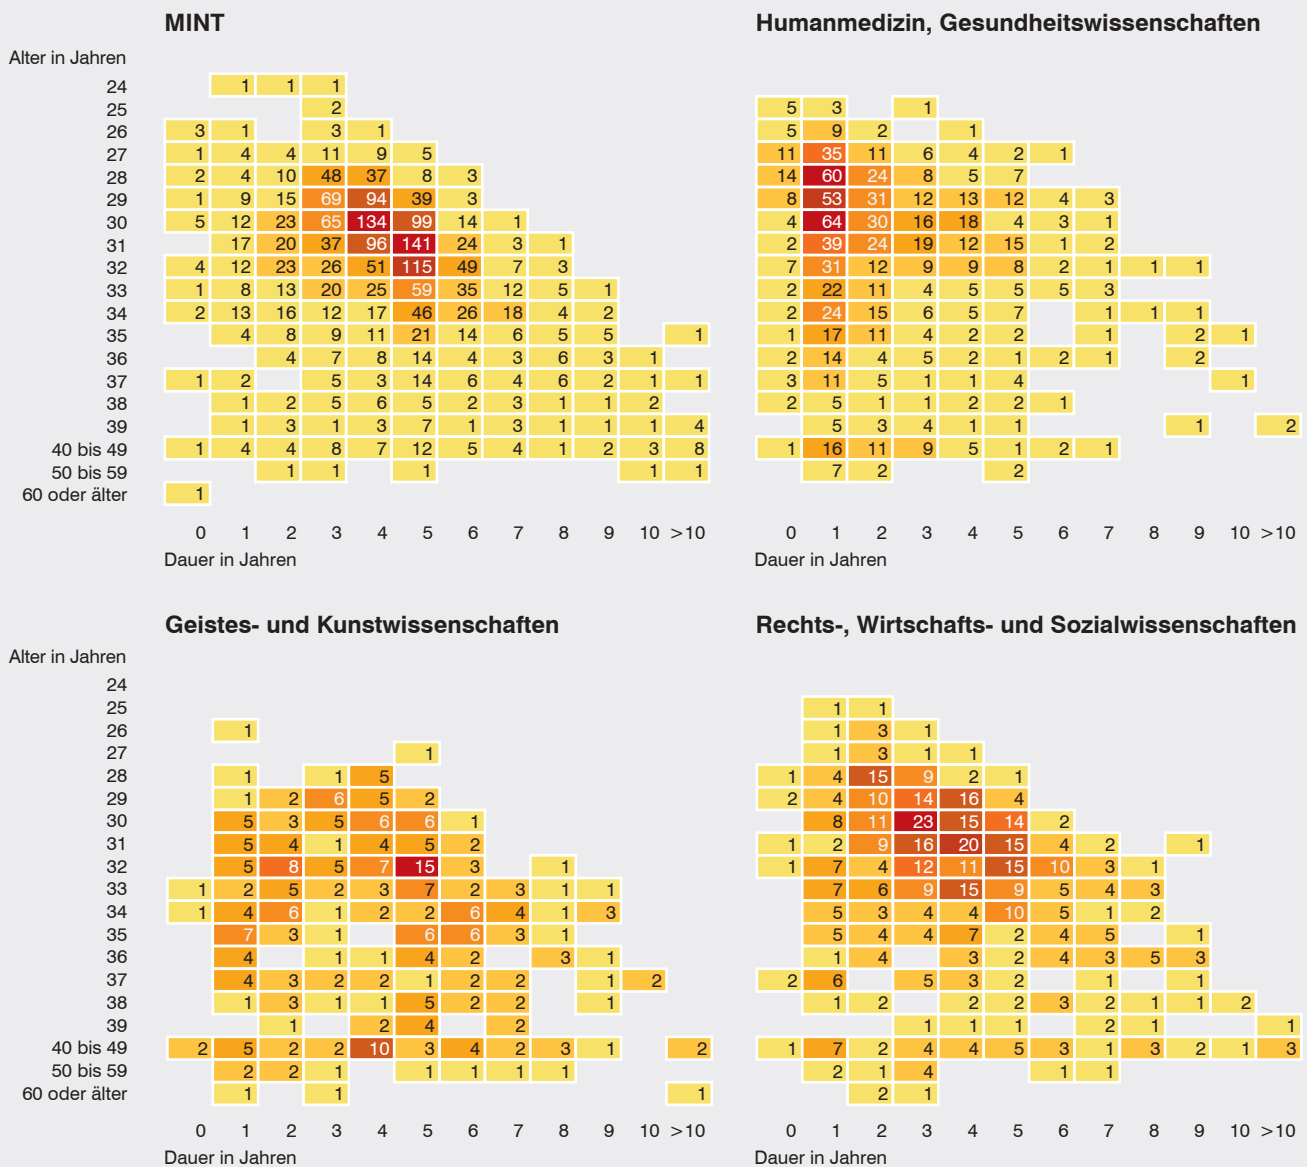 MINT
Alter in Jahren
24 1 1 1
25 2
26 3 1 3 1
27 1 4 4 11 9 5
28 2 4 10 48 37 8 3
29 1 9 15 69 94 39 3
30 5 12 23 65 134 99 14 1
31 17 20 37 96 141 24 3 1
32 4 12 23 26 51 115 49 7 3
33 1 8 13 20 25 59 35 12 5 1
34 2 13 16 12 17 46 26 18 4 2
35 4 8 9 11 21 14 6 5 5 1
36 4 7 8 14 4 3 6 3 1
37 1 2 5 3 14 6 4 6 2 1 1
38 1 2 5 6 5 2 3 1 1 2
39 1 3 1 3 7 1 3 1 1 1 4
40 bis 49 1 4 4 8 7 12 5 4 1 2 3 8
50 bis 59 1 1 1 1 1
60 oder älter 1
0 1 2 3 4 5 6 7 8 9 10 >10
Dauer in Jahren
Humanmedizin, Gesundheitswissenschaften
5 3 1
5 9 2 1
11 35 11 6 4 2 1
14 60 24 8 5 7
8 53 31 12 13 12 4 3
4 64 30 16 18 4 3 1
2 39 24 19 12 15 1 2
7 31 12 9 9 8 2 1 1 1
2 22 11 4 5 5 5 3
2 24 15 6 5 7 1 1 1
1 17 11 4 2 2 1 2 1
2 14 4 5 2 1 2 1 2
3 11 5 1 1 4 1
2 5 1 1 2 2 1
5 3 4 1 1 1 2
1 16 11 9 5 1 2 1
7 2 2
0 1 2 3 4 5 6 7 8 9 10 >10
Dauer in Jahren
Geistes- und Kunstwissenschaften
Alter in Jahren
24
25
26 1
27 1
28 1 1 5
29 1 2 6 5 2
30 5 3 5 6 6 1
31 5 4 1 4 5 2
32 5 8 5 7 15 3 1
33 1 2 5 2 3 7 2 3 1 1
34 1 4 6 1 2 2 6 4 1 3
35 7 3 1 6 6 3 1
36 4 1 1 4 2 3 1
37 4 3 2 2 1 2 2 1 2
38 1 3 1 1 5 2 2 1
39 1 2 4 2
40 bis 49 2 5 2 2 10 3 4 2 3 1 2
50 bis 59 2 2 1 1 1 1 1
60 oder älter 1 1 1
0 1 2 3 4 5 6 7 8 9 10 >10
Dauer in Jahren
Rechts-, Wirtschafts- und Sozialwissenschaften
1 1
1 3 1
1 3 1 1
1 4 15 9 2 1
2 4 10 14 16 4
8 11 23 15 14 2
1 2 9 16 20 15 4 2 1
1 7 4 12 11 15 10 3 1
7 6 9 15 9 5 4 3
5 3 4 4 10 5 1 2
5 4 4 7 2 4 5 1
1 4 3 2 4 3 5 3
2 6 5 3 2 1 1
1 2 2 2 3 2 1 1 2
1 1 1 2 1 1
1 7 2 4 4 5 3 1 3 2 1 3
2 1 4 1 1
2 1
0 1 2 3 4 5 6 7 8 9 10 >10
Dauer in Jahren